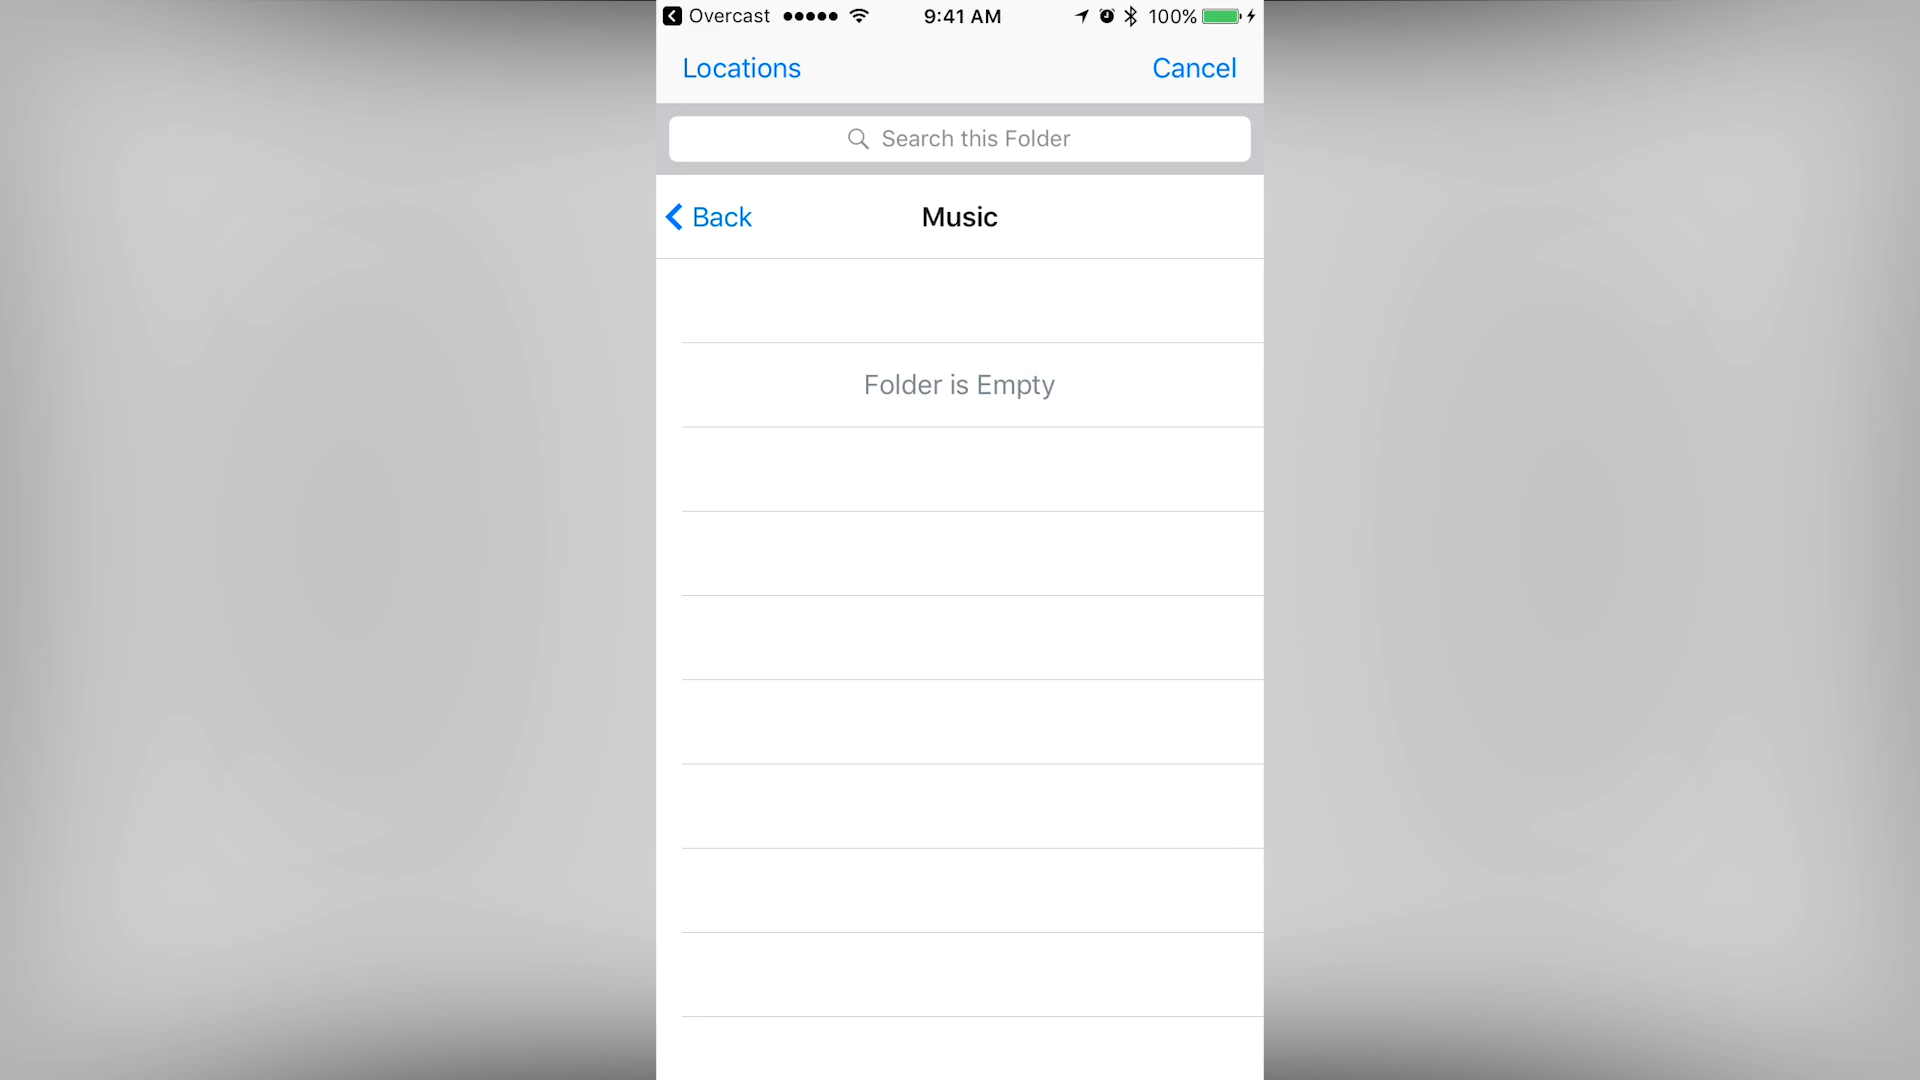 Overcast 9:41 AM 100%
Locations Cancel
Search this Folder
Back Music
Folder is Empty